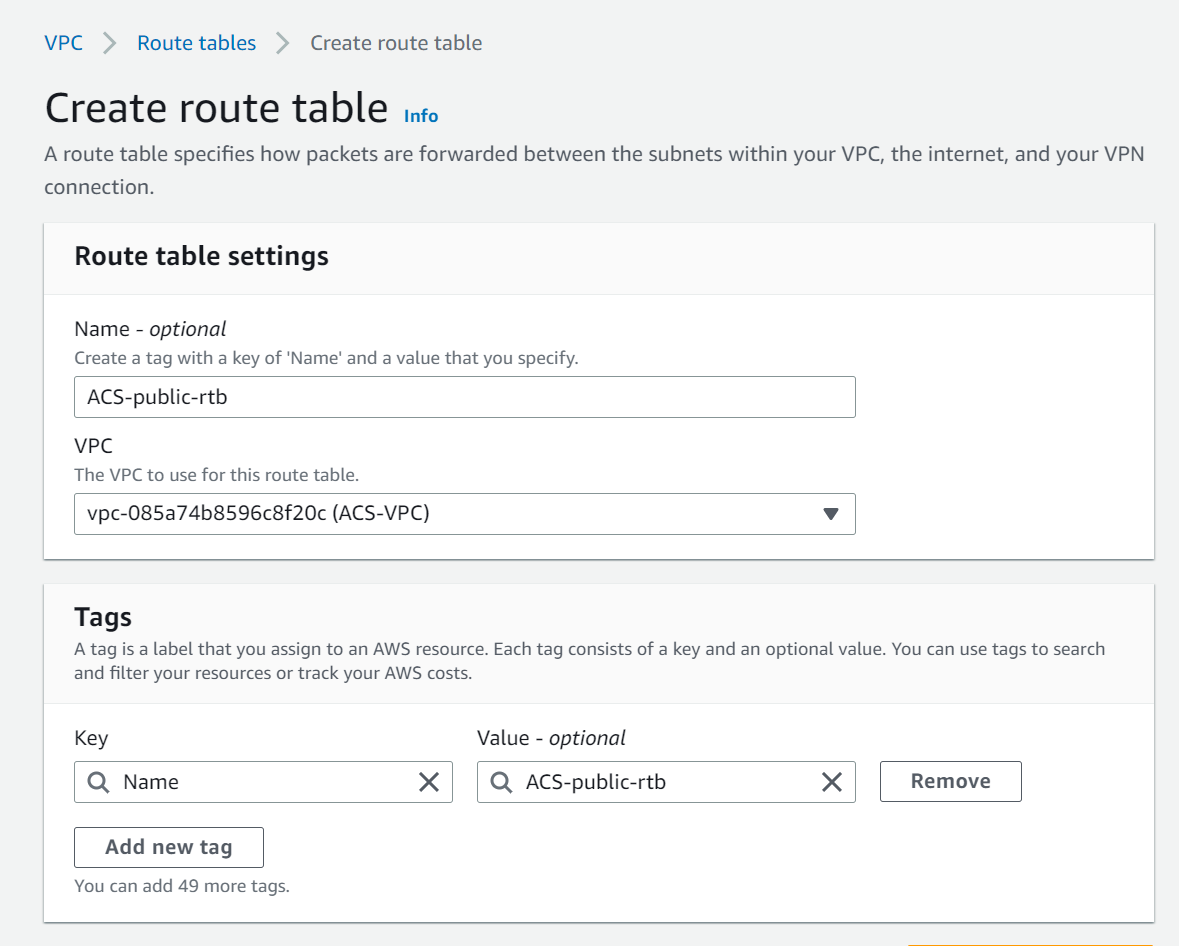 VPC > Route tables > Create route table
Create route table Info
A route table specifies how packets are forwarded between the subnets within your VPC, the internet, and your VPN
connection.
Route table settings
Name - optional
Create a tag with a key of 'Name' and a value that you specify.
ACS-public-rtb
VPC
The VPC to use for this route table.
vpc-085a74b8596c8f20c (ACS-VPC)
Tags
A tag is a label that you assign to an AWS resource. Each tag consists of a key and an optional value. You can use tags to search
and filter your resources or track your AWS costs.
Key Value - optional
Name ACS-public-rtb Remove
Add new tag
You can add 49 more tags.